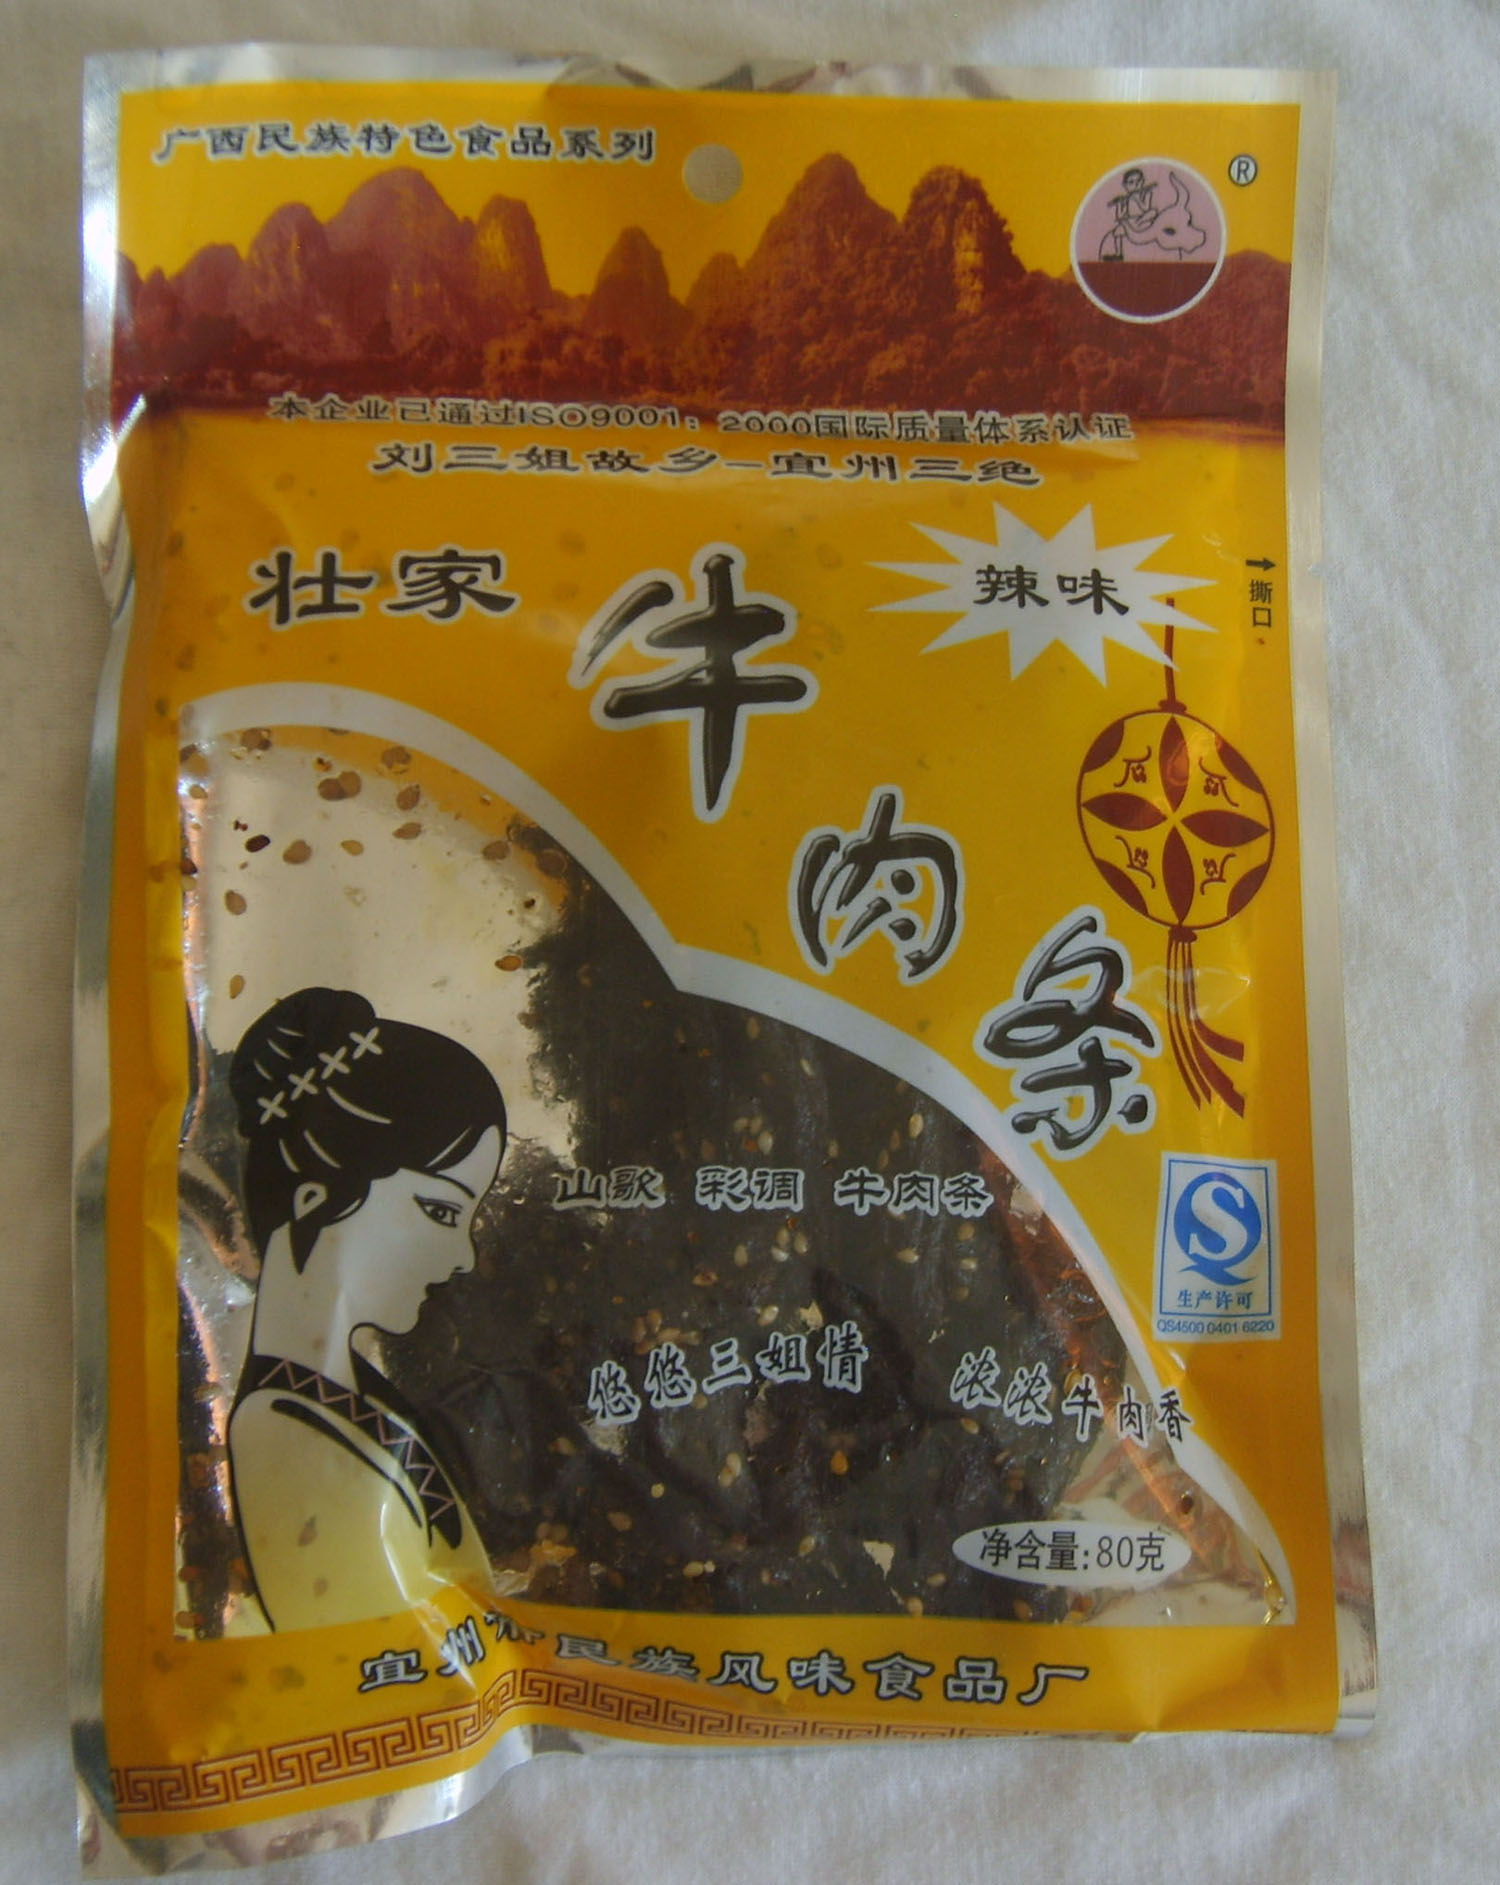 广西民族特色食品系列
®
本企业已通过ISO9001：2000国际质量体系认证
刘三姐故乡-宜州三绝
壮家
牛肉条
辣味
撕口
山歌 彩调 牛肉条
悠悠三姐情 浓浓牛肉香
生产许可
QS4500 0401 6220
净含量:80克
宜州市民族风味食品厂